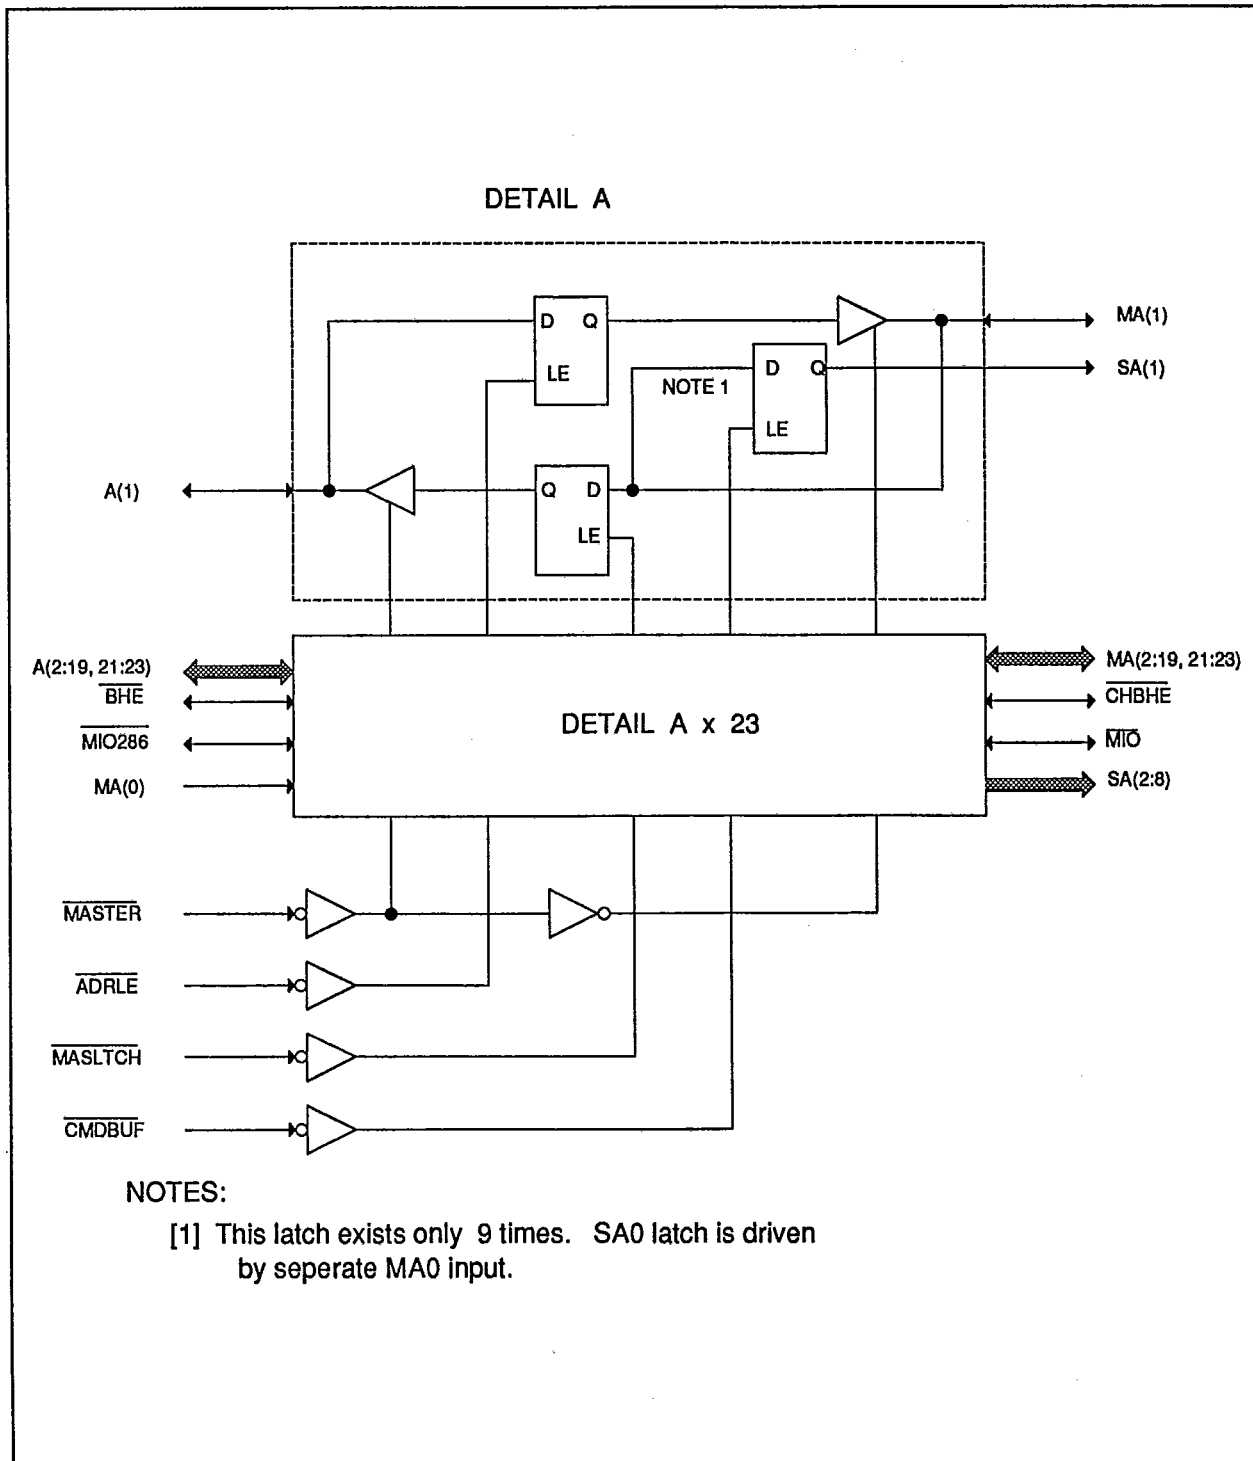 DETAIL A
D Q
LE
MA(1)
NOTE 1
D Q
LE
SA(1)
A(1)
Q D
LE
A(2:19, 21:23)
BHE
MIO286
MA(0)
DETAIL A x 23
MA(2:19, 21:23)
CHBHE
MIO
SA(2:8)
MASTER
ADRLE
MASLTCH
CMDBUF
NOTES:
[1] This latch exists only 9 times. SA0 latch is driven
by seperate MA0 input.